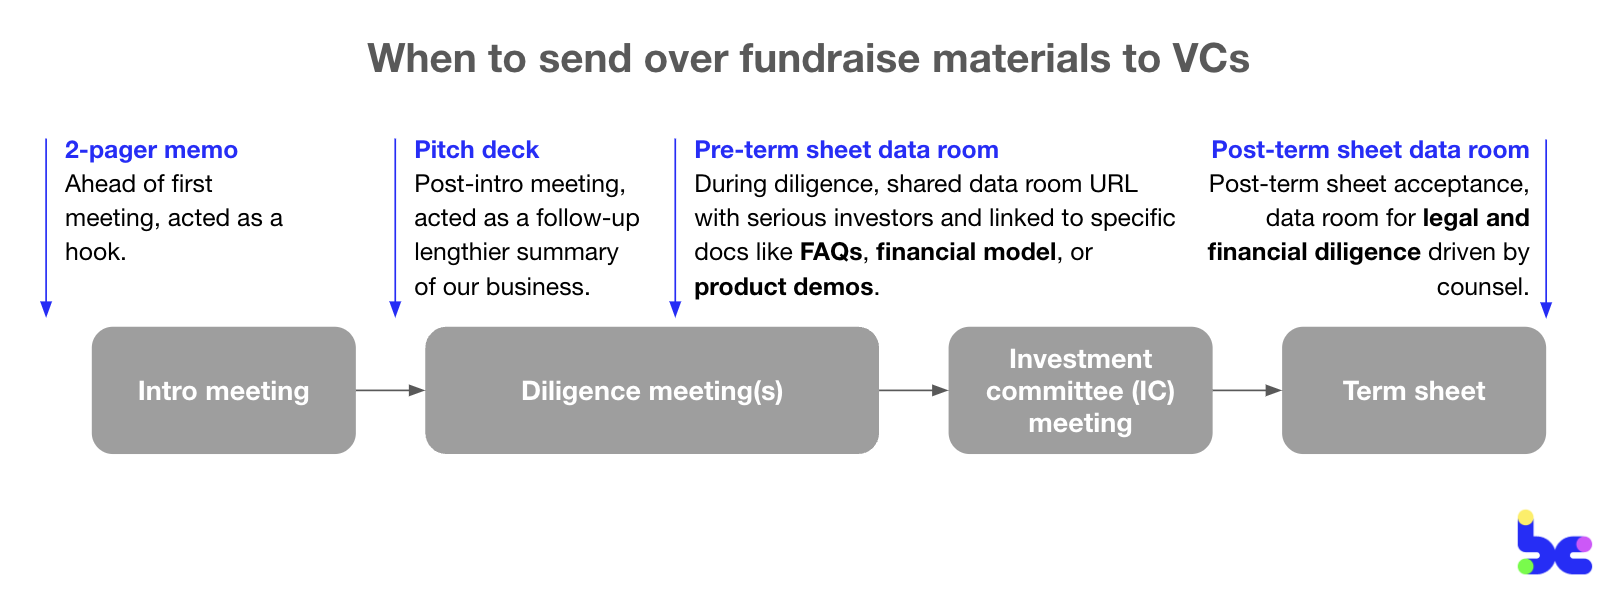 When to send over fundraise materials to VCs
2-pager memo
Ahead of first
meeting, acted as a
hook.
Pitch deck
Post-intro meeting,
acted as a follow-up
lengthier summary
of our business.
Pre-term sheet data room
During diligence, shared data room URL
with serious investors and linked to specific
docs like FAQs, financial model, or
product demos.
Post-term sheet data room
Post-term sheet acceptance,
data room for legal and
financial diligence driven by
counsel.
Intro meeting
Diligence meeting(s)
Investment
committee (IC)
meeting
Term sheet
bc